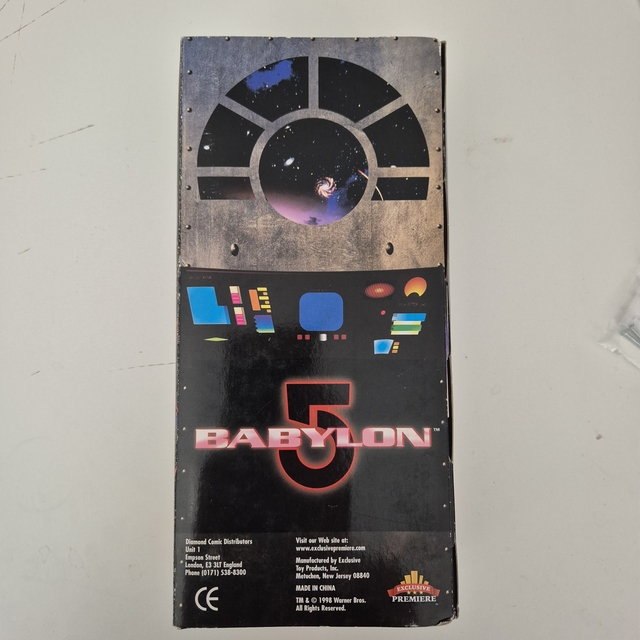 5
BABYLON™
Diamond Comic Distributors
Unit 1
Empson Street
London, E3 3LT England
Phone (0171) 538-8300
CE
Visit our Web site at:
www.exclusivepremiere.com
Manufactured by Exclusive
Toy Products, Inc.
Metuchen, New Jersey 08840
MADE IN CHINA
TM & © 1998 Warner Bros.
All Rights Reserved.
EXCLUSIVE
PREMIERE